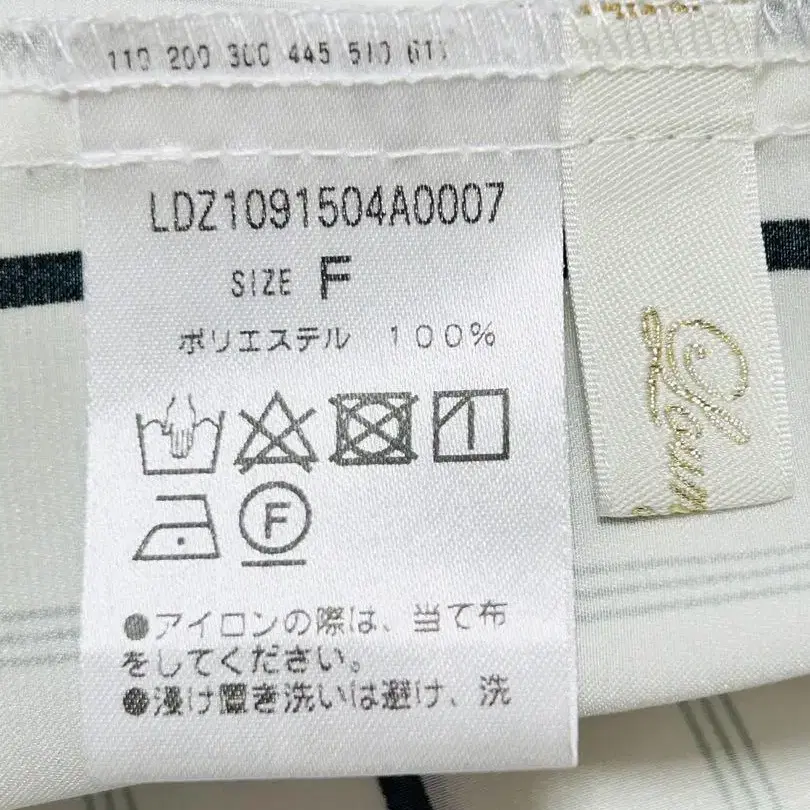 110 200 300 445 510 611
LDZ1091504A0007
SIZE F
ポリエステル 100%
F
●アイロンの際は、当て布
をしてください。
●浸け置き洗いは避け、洗